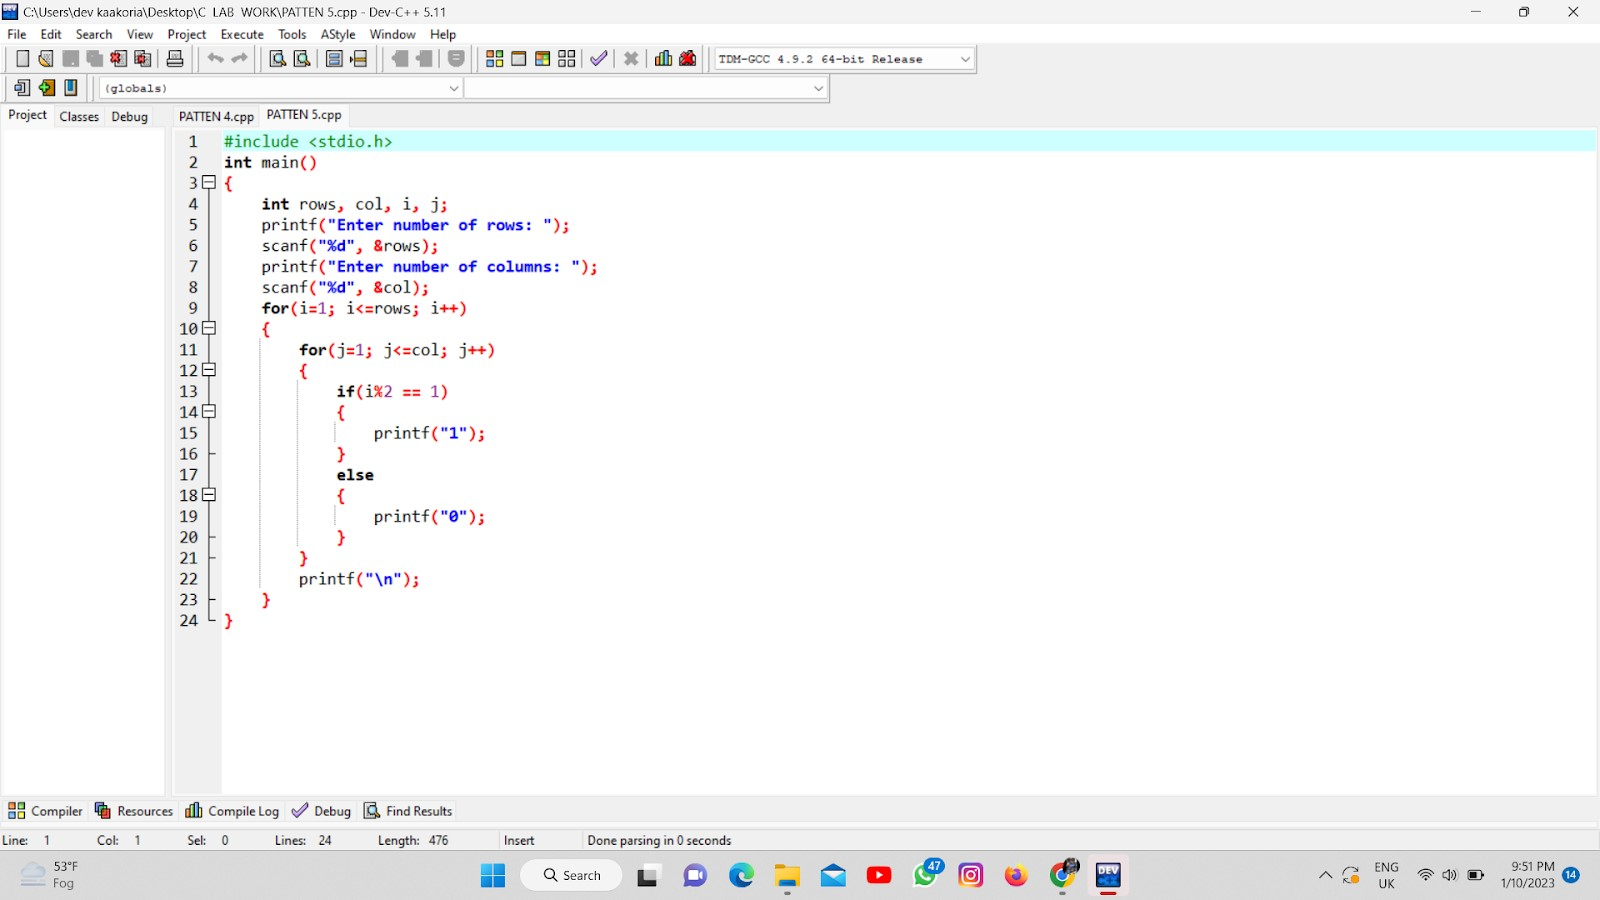 C:\Users\dev kaakoria\Desktop\C LAB WORK\PATTEN 5.cpp - Dev-C++ 5.11
File Edit Search View Project Execute Tools AStyle Window Help
TDM-GCC 4.9.2 64-bit Release
(globals)
Project Classes Debug PATTEN 4.cpp PATTEN 5.cpp
1 #include <stdio.h>
2 int main()
3 {
4     int rows, col, i, j;
5     printf("Enter number of rows: ");
6     scanf("%d", &rows);
7     printf("Enter number of columns: ");
8     scanf("%d", &col);
9     for(i=1; i<=rows; i++)
10     {
11         for(j=1; j<=col; j++)
12         {
13             if(i%2 == 1)
14             {
15                 printf("1");
16             }
17             else
18             {
19                 printf("0");
20             }
21         }
22         printf("\n");
23     }
24 }
Compiler Resources Compile Log Debug Find Results
Line: 1 Col: 1 Sel: 0 Lines: 24 Length: 476 Insert Done parsing in 0 seconds
53°F
Fog
Search
47
DEV
ENG
UK
9:51 PM
1/10/2023
14